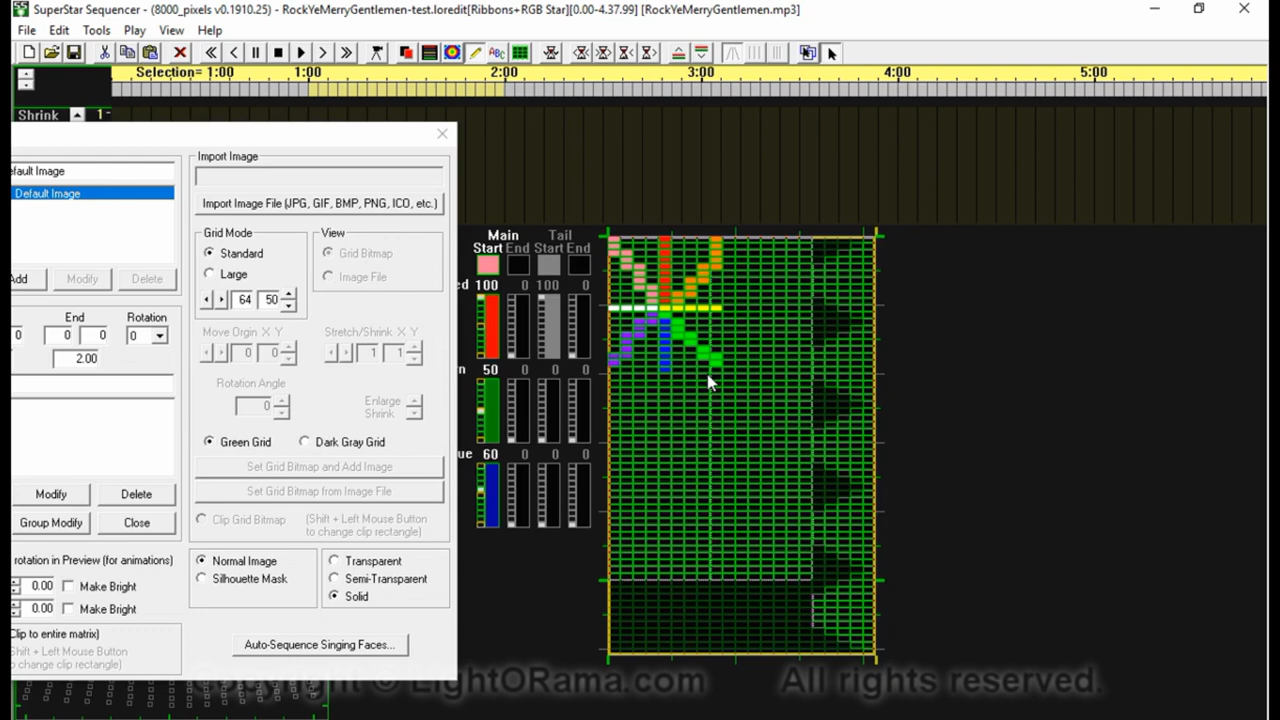 SuperStar Sequencer - (8000_pixels v0.1910.25) - RockYeMerryGentlemen-test.loredit[Ribbons+RGB Star][0.00-4.37.99] [RockYeMerryGentlemen.mp3]
File Edit Tools Play View Help
Selection= 1:00 1:00 2:00 3:00 4:00 5:00
Shrink 1
Import Image
efault Image
Default Image
Import Image File (JPG, GIF, BMP, PNG, ICO, etc.)
Grid Mode View
Standard Grid Bitmap
Large Image File
64 50
Add Modify Delete
End Rotation
0 0 0 0
2.00
Move Orgin X Y Stretch/Shrink X Y
0 0 1 1
Rotation Angle Enlarge
0 Shrink
Green Grid Dark Gray Grid
Set Grid Bitmap and Add Image
Set Grid Bitmap from Image File
Modify Delete
Clip Grid Bitmap (Shift + Left Mouse Button
to change clip rectangle)
Group Modify Close
rotation in Preview (for animations)
0.00 Make Bright
0.00 Make Bright
Normal Image Transparent
Silhouette Mask Semi-Transparent
Solid
Clip to entire matrix)
Shift + Left Mouse Button
o change clip rectangle)
Auto-Sequence Singing Faces...
Main Tail
Start End Start End
d 100 0 100 0
n 50 0 0 0
ue 60 0 0 0
Copyright © LightORama.com All rights reserved.